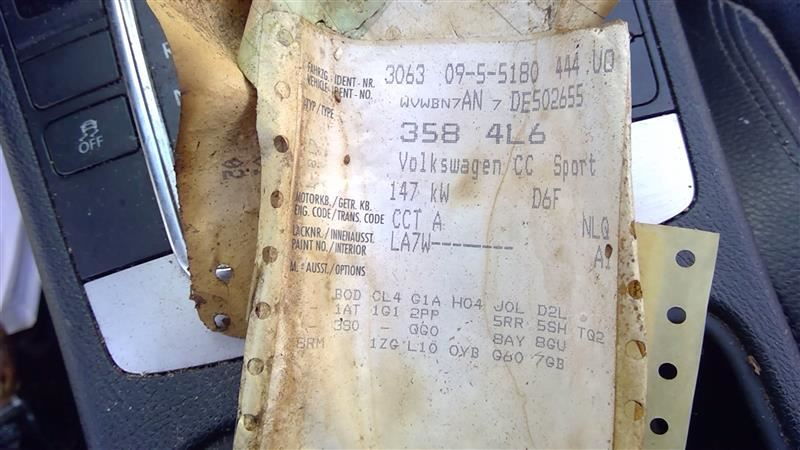 OFF
FAHRZG.-IDENT-NR. 3063 09-5-5180 444.UO
VEHICLE-IDENT-NO. WVWBN7AN 7 DE502655
TYP/TYPE 358 4L6
Volkswagen CC Sport
147 kW D6F
MOTORKB./GETR. KB. CCT A NLQ
ENG. CODE/TRANS. CODE
LACKNR./INNENAUSST. LA7W-------- A1
PAINT NO./INTERIOR
M.-AUSST./OPTIONS
BOD CL4 G1A H04 JOL D2L
1AT 1G1 2PP 5RR 5SH TQ2
- 3S0 - QG0 8AY 8GU
BRM 1ZG L10 OYB G60 7GB